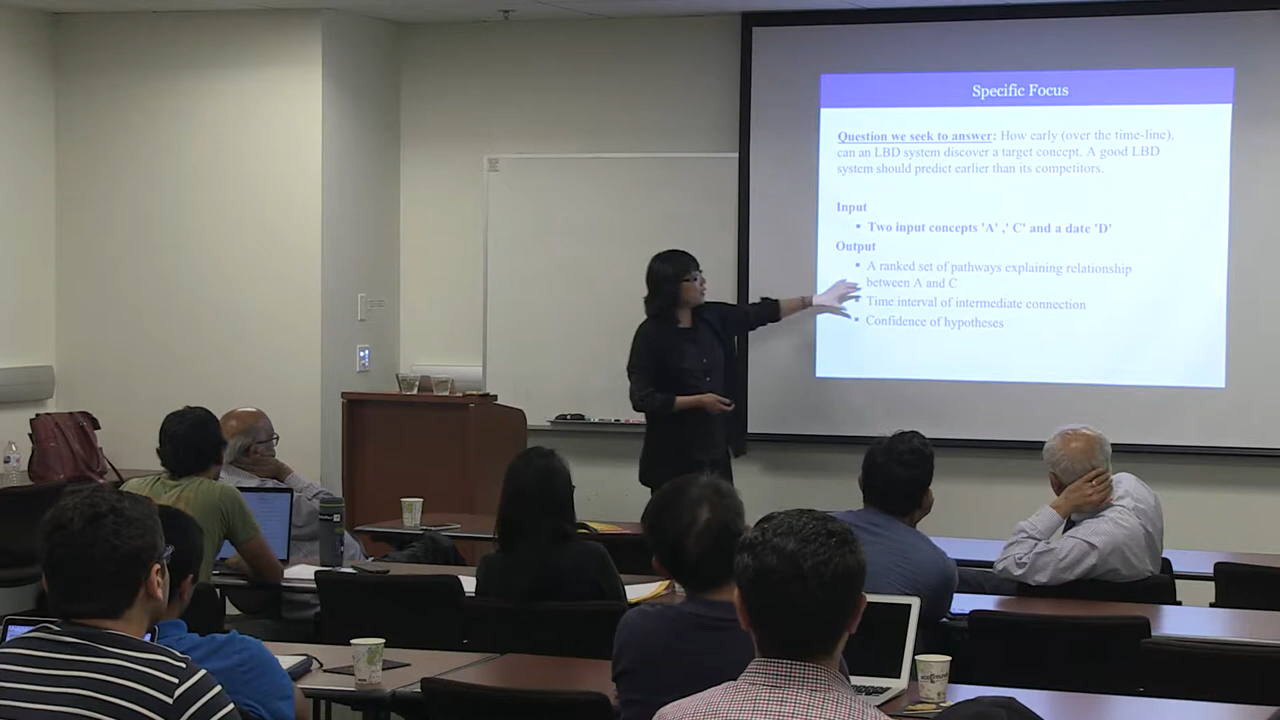 Specific Focus
Question we seek to answer: How early (over the time-line),
can an LBD system discover a target concept. A good LBD
system should predict earlier than its competitors.
Input
▪ Two input concepts 'A' ,' C' and a date 'D'
Output
▪ A ranked set of pathways explaining relationship
between A and C
▪ Time interval of intermediate connection
▪ Confidence of hypotheses